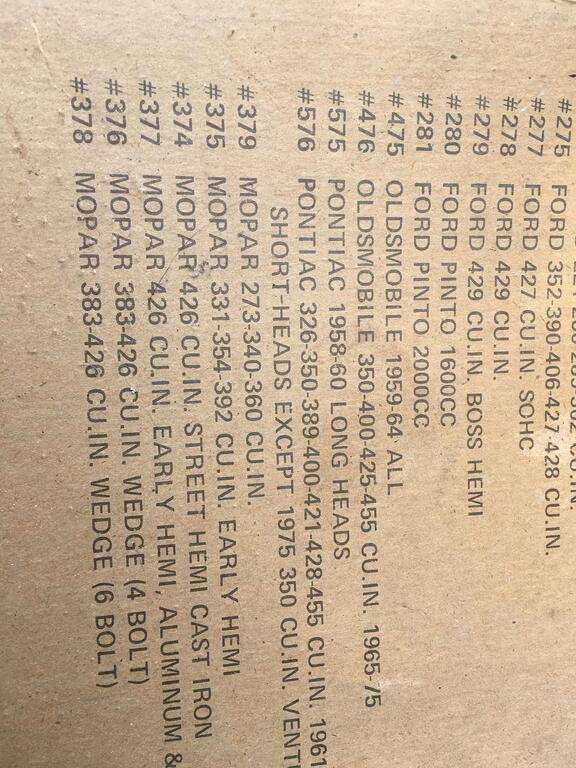 #275 FORD 352-390-406-427-428 CU.IN.
#277 FORD 427 CU.IN. SOHC
#278 FORD 429 CU.IN.
#279 FORD 429 CU.IN. BOSS HEMI
#280 FORD PINTO 1600CC
#281 FORD PINTO 2000CC
#475 OLDSMOBILE 1959-64 ALL
#476 OLDSMOBILE 350-400-425-455 CU.IN. 1965-75
#575 PONTIAC 1958-60 LONG HEADS
#576 PONTIAC 326-350-389-400-421-428-455 CU.IN. 1961
SHORT-HEADS EXCEPT 1975 350 CU.IN.
#379 MOPAR 273-340-360 CU.IN.
#375 MOPAR 331-354-392 CU.IN. EARLY HEMI
#374 MOPAR 426 CU.IN. STREET HEMI CAST IRON
#377 MOPAR 426 CU.IN. EARLY HEMI, ALUMINUM &
#376 MOPAR 383-426 CU.IN. WEDGE (4 BOLT)
#378 MOPAR 383-426 CU.IN. WEDGE (6 BOLT)